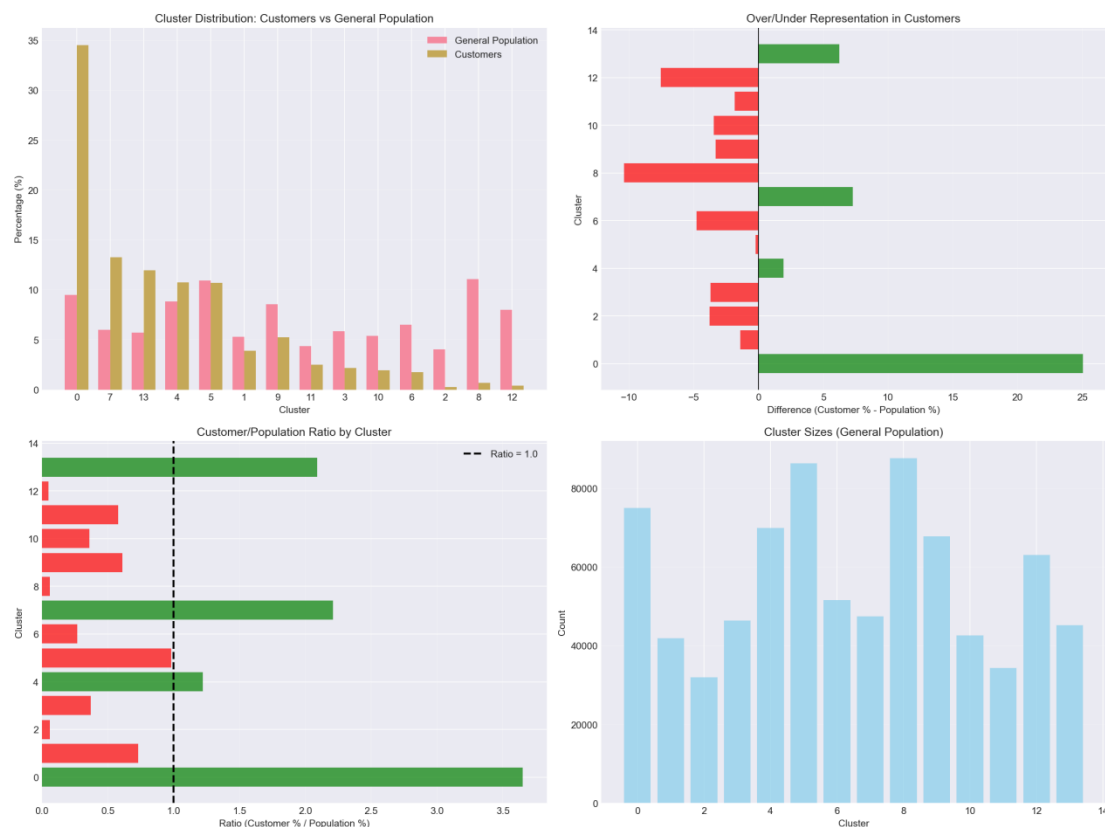 Cluster Distribution: Customers vs General Population
General Population
Customers
Percentage (%)
35
30
25
20
15
10
5
0
0 7 13 4 5 1 9 11 3 10 6 2 8 12
Cluster
Over/Under Representation in Customers
Cluster
14
12
10
8
6
4
2
0
−10 −5 0 5 10 15 20 25
Difference (Customer % - Population %)
Customer/Population Ratio by Cluster
Ratio = 1.0
Cluster
14
12
10
8
6
4
2
0
0.0 0.5 1.0 1.5 2.0 2.5 3.0 3.5
Ratio (Customer % / Population %)
Cluster Sizes (General Population)
Count
80000
60000
40000
20000
0
0 2 4 6 8 10 12 14
Cluster